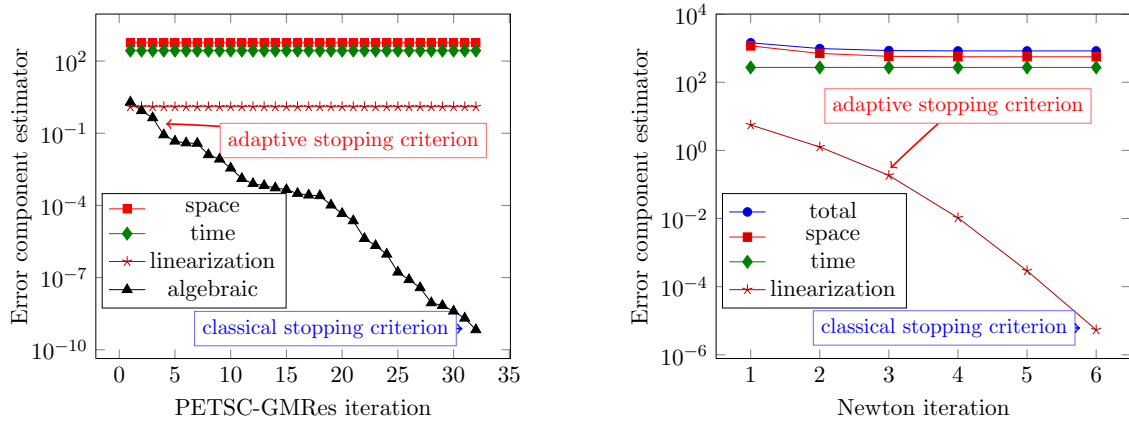 10^2
10^{-1}
10^{-4}
10^{-7}
10^{-10}
0 5 10 15 20 25 30 35
PETSC-GMRes iteration
Error component estimator
adaptive stopping criterion
space
time
linearization
algebraic
classical stopping criterion
10^4
10^2
10^0
10^{-2}
10^{-4}
10^{-6}
1 2 3 4 5 6
Newton iteration
Error component estimator
adaptive stopping criterion
total
space
time
linearization
classical stopping criterion